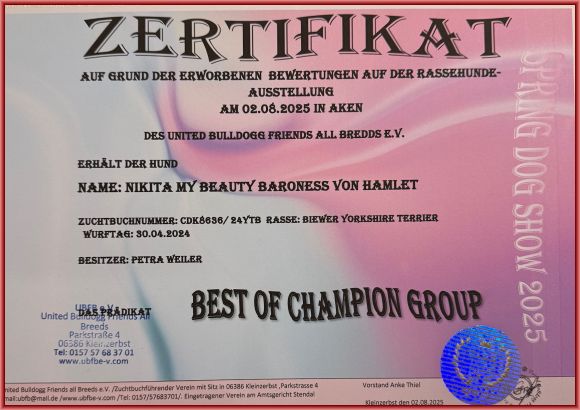 ZERTIFIKAT
AUF GRUND DER ERWORBENEN BEWERTUNGEN AUF DER RASSEHUNDE-
AUSSTELLUNG
AM 02.08.2025 IN AKEN
DES UNITED BULLDOGG FRIENDS ALL BREDDS E.V.
ERHÄLT DER HUND
NAME: NIKITA MY BEAUTY BARONESS VON HAMLET
ZUCHTBUCHNUMMER: CDK8636/ 24YTB RASSE: BIEWER YORKSHIRE TERRIER
WURFTAG: 30.04.2024
BESITZER: PETRA WEILER
DAS PRÄDIKAT
BEST OF CHAMPION GROUP
SPRING DOG SHOW 2025
UBFB e.V.
United Bulldogg Friends All
Breeds
Parkstraße 4
06386 Kleinzerbst
Tel: 0157 57 68 37 01
www.ubfbe-v.com
United Bulldogg Friends all Breeds e.V. /Zuchtbuchführender Verein mit Sitz in 06386 Kleinzerbst ,Parkstrasse 4
/www.ubfbe-v.com /Tel: 0157/57683701/. Eingetragener Verein am Amtsgericht Stendal
Vorstand Anke Thiel
Kleinzerbst den 02.08.2025